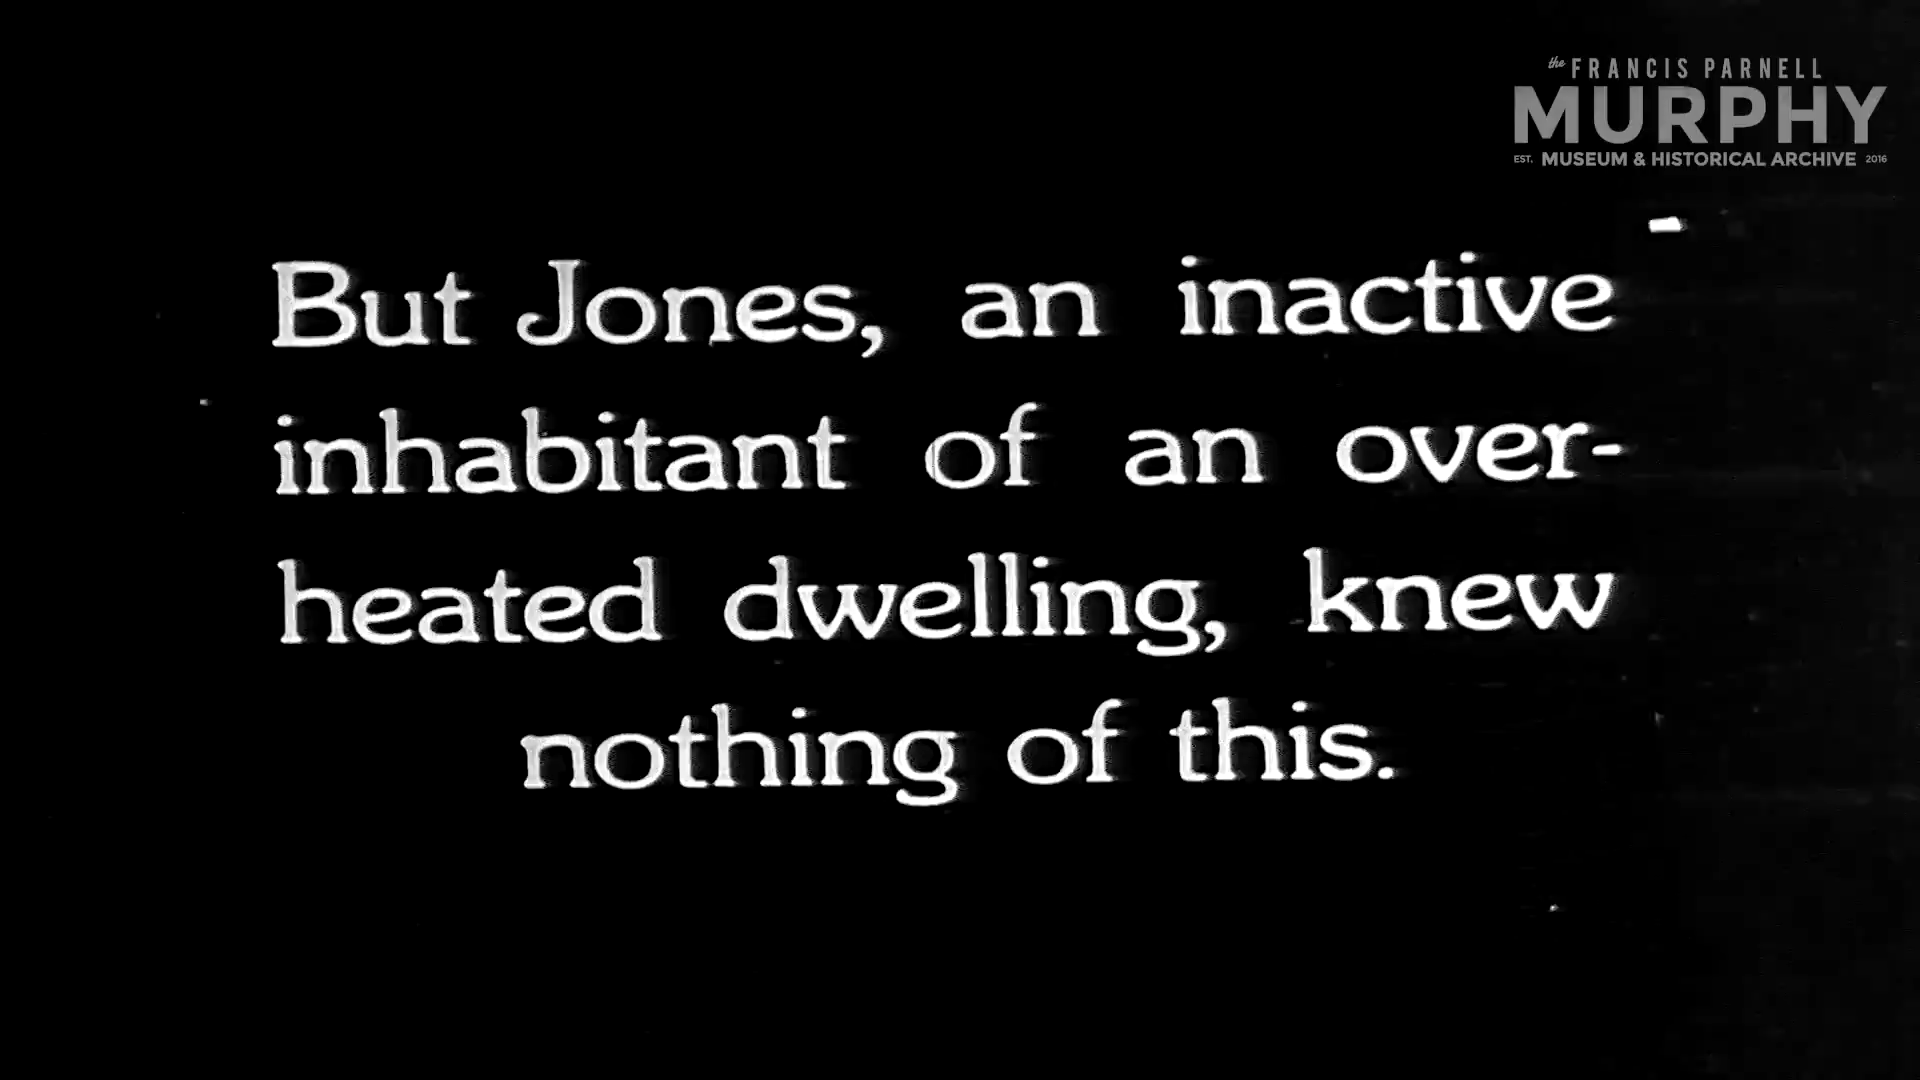 the FRANCIS PARNELL
MURPHY
EST. MUSEUM & HISTORICAL ARCHIVE 2016
But Jones, an inactive
inhabitant of an over-
heated dwelling, knew
nothing of this.